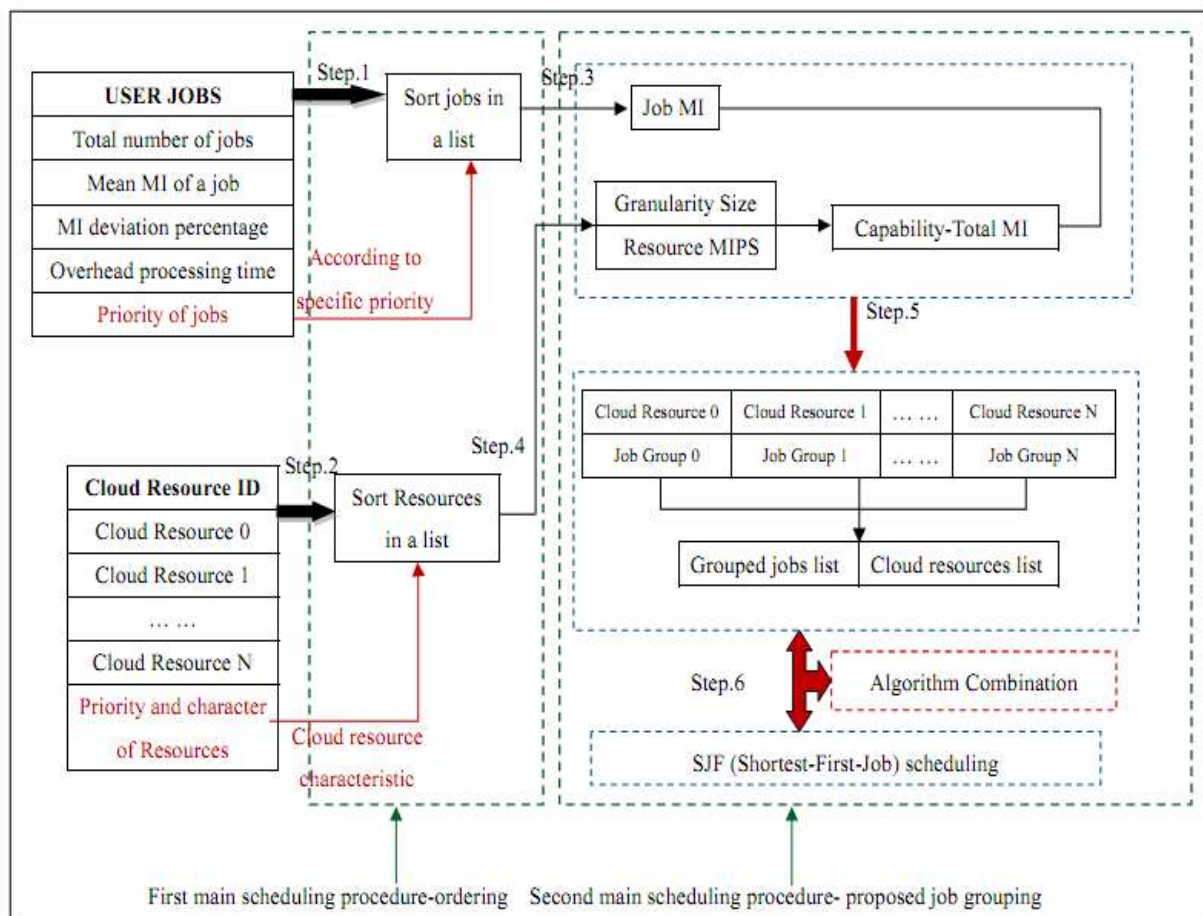 Step.1
USER JOBS
Total number of jobs
Mean MI of a job
MI deviation percentage
Overhead processing time
Priority of jobs
Sort jobs in
a list
According to
specific priority
Step.2
Cloud Resource ID
Cloud Resource 0
Cloud Resource 1
... ...
Cloud Resource N
Priority and character
of Resources
Sort Resources
in a list
Cloud resource
characteristic
Step.3
Job MI
Step.4
Granularity Size
Resource MIPS
Capability-Total MI
Step.5
Cloud Resource 0
Cloud Resource 1
... ...
Cloud Resource N
Job Group 0
Job Group 1
... ...
Job Group N
Grouped jobs list
Cloud resources list
Step.6
Algorithm Combination
SJF (Shortest-First-Job) scheduling
First main scheduling procedure-ordering
Second main scheduling procedure- proposed job grouping